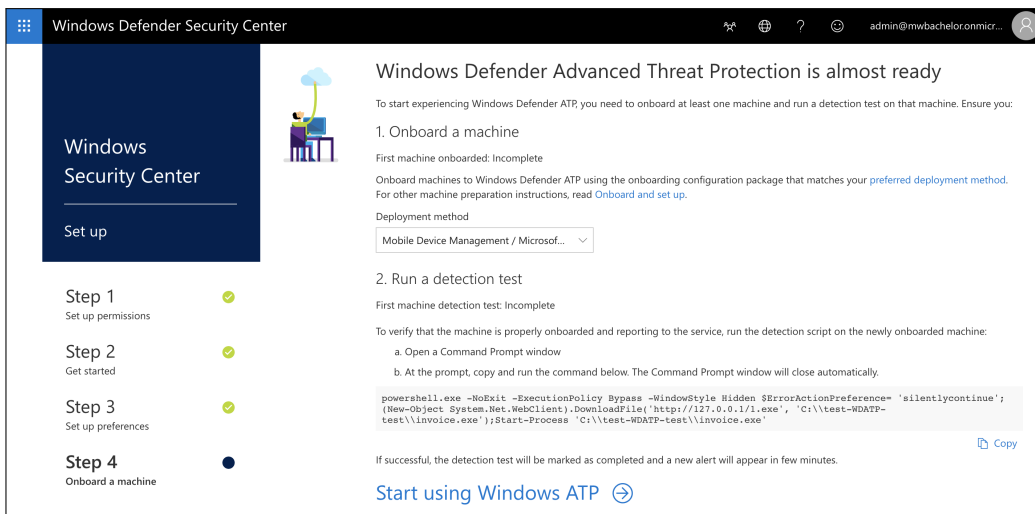 Windows Defender Security Center
?
admin@mwbachelor.onmicr...
Windows
Security Center
Set up
Step 1
Set up permissions
Step 2
Get started
Step 3
Set up preferences
Step 4
Onboard a machine
Windows Defender Advanced Threat Protection is almost ready
To start experiencing Windows Defender ATP, you need to onboard at least one machine and run a detection test on that machine. Ensure you:
1. Onboard a machine
First machine onboarded: Incomplete
Onboard machines to Windows Defender ATP using the onboarding configuration package that matches your preferred deployment method.
For other machine preparation instructions, read Onboard and set up.
Deployment method
Mobile Device Management / Microsof...
2. Run a detection test
First machine detection test: Incomplete
To verify that the machine is properly onboarded and reporting to the service, run the detection script on the newly onboarded machine:
a. Open a Command Prompt window
b. At the prompt, copy and run the command below. The Command Prompt window will close automatically.
powershell.exe -NoExit -ExecutionPolicy Bypass -WindowStyle Hidden $ErrorActionPreference= 'silentlycontinue';
(New-Object System.Net.WebClient).DownloadFile('http://127.0.0.1/1.exe', 'C:\\test-WDATP-
test\\invoice.exe');Start-Process 'C:\\test-WDATP-test\\invoice.exe'
Copy
If successful, the detection test will be marked as completed and a new alert will appear in few minutes.
Start using Windows ATP